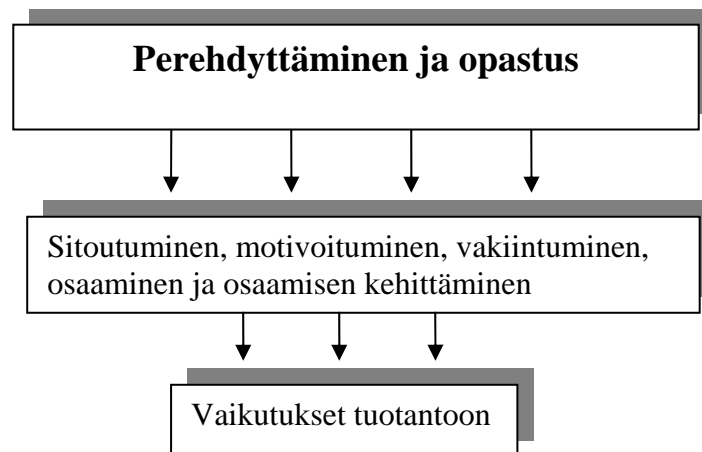 Perehdyttäminen ja opastus
Sitoutuminen, motivoituminen, vakiintuminen,
osaaminen ja osaamisen kehittäminen
Vaikutukset tuotantoon